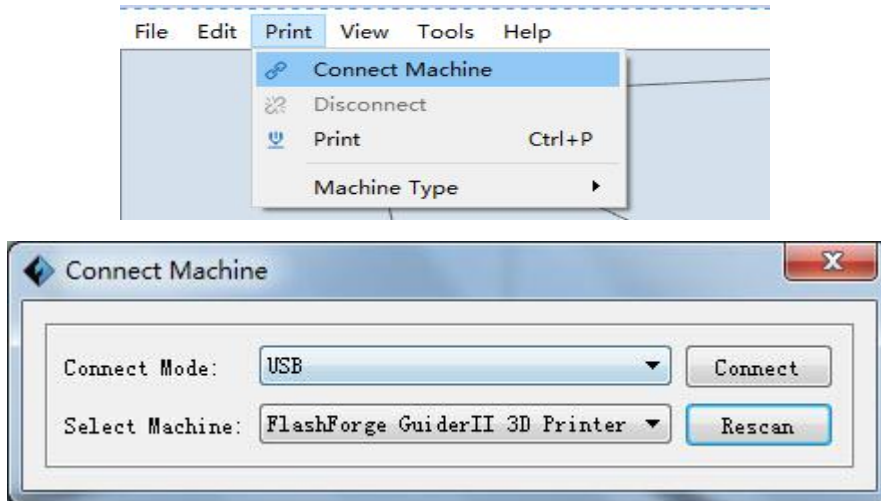 File Edit Print View Tools Help
Connect Machine
Disconnect
Print Ctrl+P
Machine Type
Connect Machine
Connect Mode: USB Connect
Select Machine: FlashForge GuiderII 3D Printer Rescan